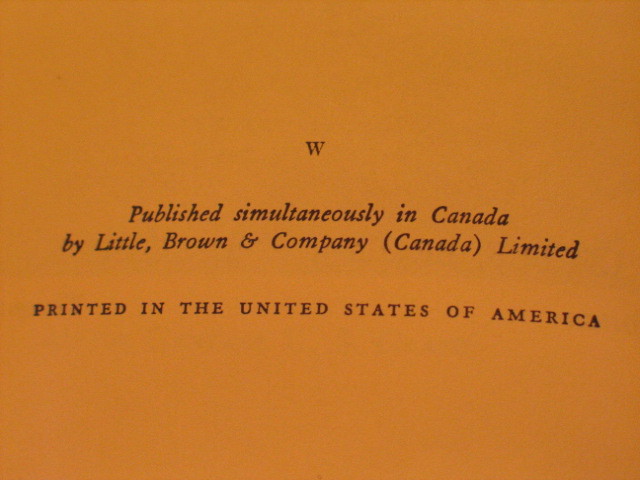 W
Published simultaneously in Canada
by Little, Brown & Company (Canada) Limited
PRINTED IN THE UNITED STATES OF AMERICA